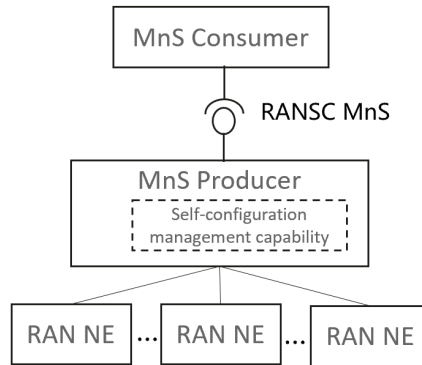 MnS Consumer
RANSC MnS
MnS Producer
Self-configuration
management capability
RAN NE ... RAN NE ... RAN NE